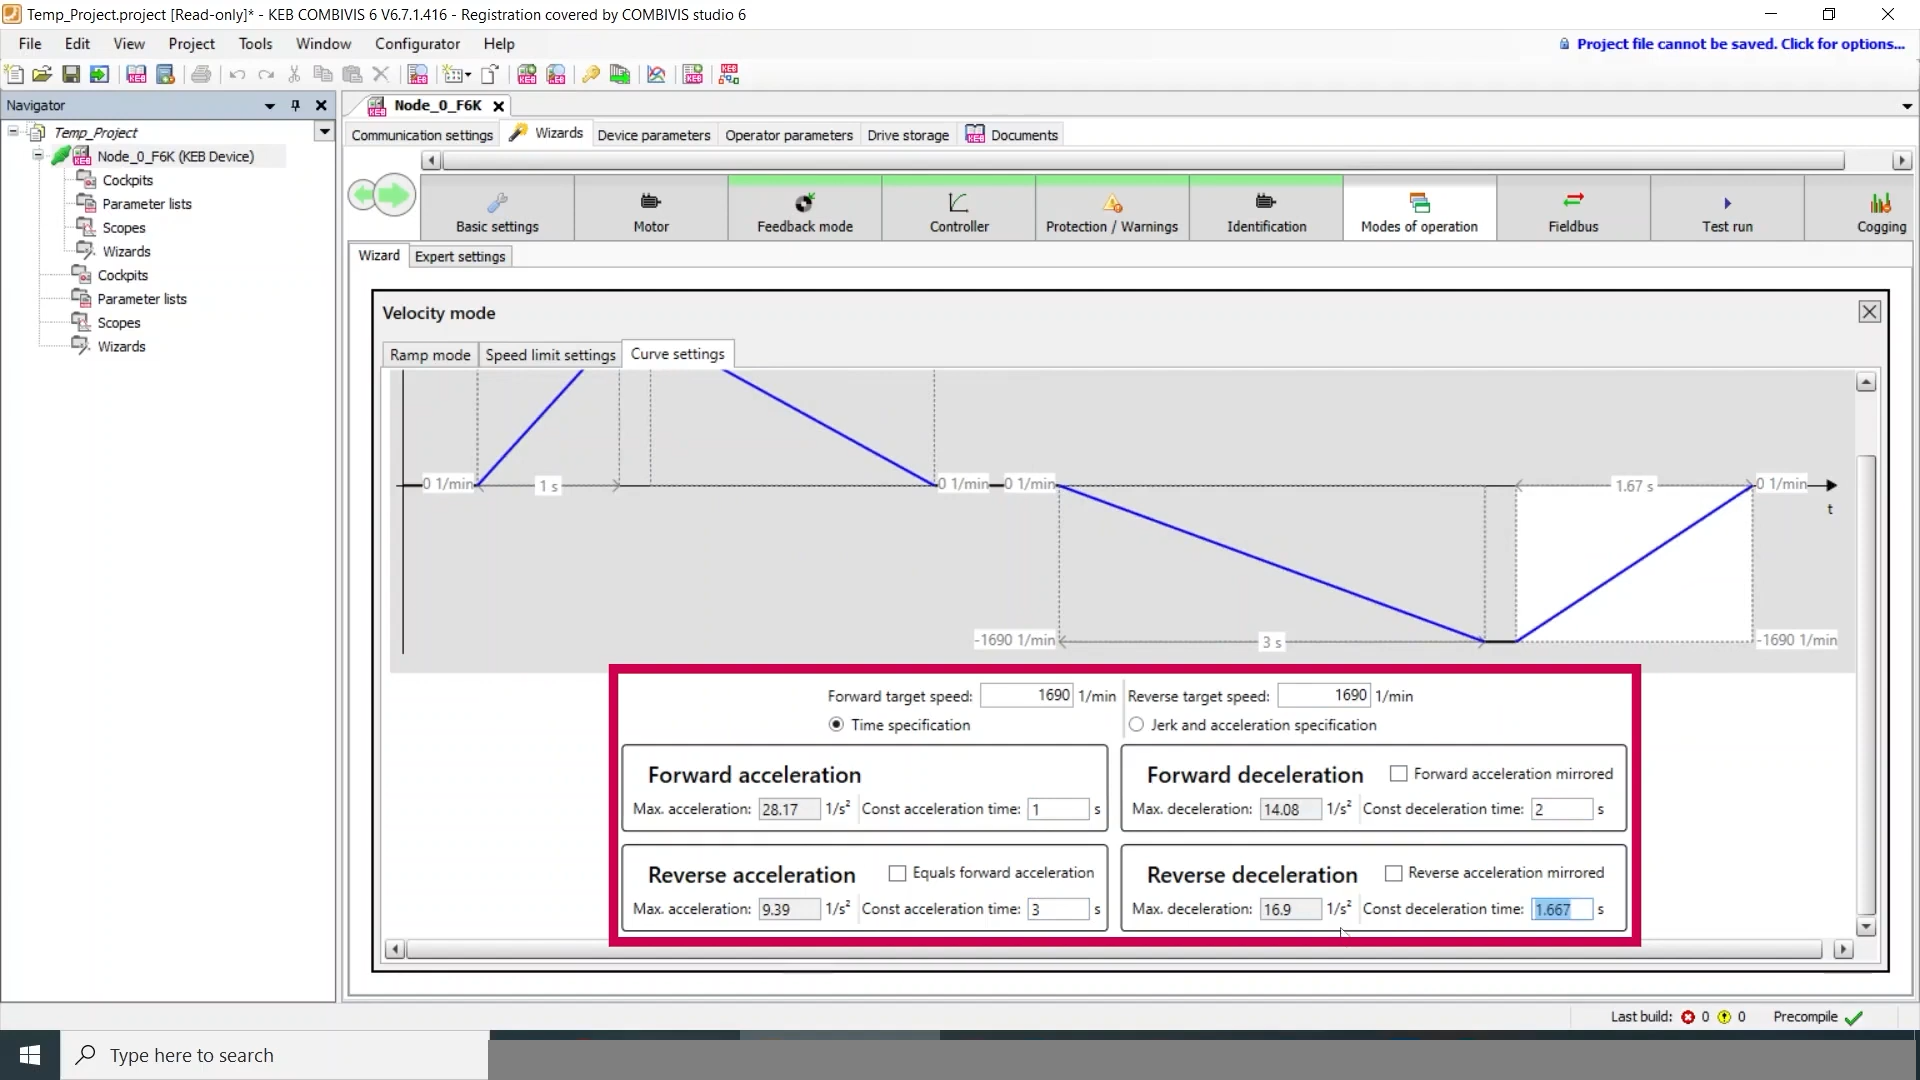 Temp_Project.project [Read-only]* - KEB COMBIVIS 6 V6.7.1.416 - Registration covered by COMBIVIS studio 6
File Edit View Project Tools Window Configurator Help
Project file cannot be saved. Click for options...
Navigator
Temp_Project
Node_0_F6K (KEB Device)
Cockpits
Parameter lists
Scopes
Wizards
Cockpits
Parameter lists
Scopes
Wizards
Node_0_F6K
Communication settings Wizards Device parameters Operator parameters Drive storage Documents
Basic settings Motor Feedback mode Controller Protection / Warnings Identification Modes of operation Fieldbus Test run Cogging
Wizard Expert settings
Velocity mode
Ramp mode Speed limit settings Curve settings
0 1/min 1 s 0 1/min 0 1/min 1.67 s 0 1/min
t
-1690 1/min 3 s -1690 1/min
Forward target speed: 1690 1/min Reverse target speed: 1690 1/min
Time specification Jerk and acceleration specification
Forward acceleration Forward deceleration Forward acceleration mirrored
Max. acceleration: 28.17 1/s² Const acceleration time: 1 s Max. deceleration: 14.08 1/s² Const deceleration time: 2 s
Reverse acceleration Equals forward acceleration Reverse deceleration Reverse acceleration mirrored
Max. acceleration: 9.39 1/s² Const acceleration time: 3 s Max. deceleration: 16.9 1/s² Const deceleration time: 1.667 s
Last build: 0 0 Precompile
Type here to search